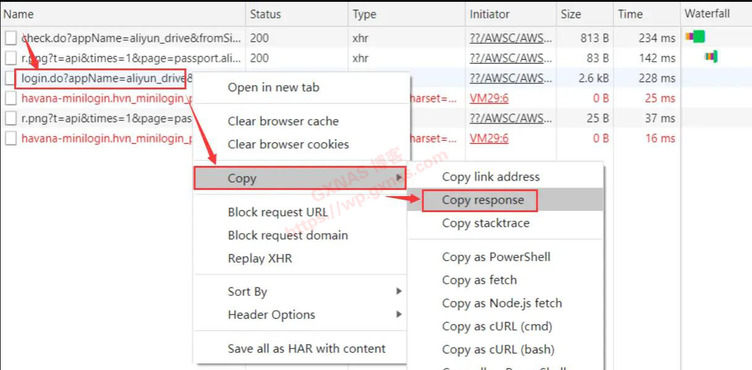 Name Status Type Initiator Size Time Waterfall
check.do?appName=aliyun_drive&fromSi... 200 xhr ??/AWSC/AWS... 813 B 234 ms
r.png?t=api&times=1&page=passport.ali... 200 xhr ??/AWSC/AWS... 83 B 142 ms
login.do?appName=aliyun_drive& ??/AWSC/AWS... 2.6 kB 228 ms
havana-minilogin.hvn_minilogin_p harset=... VM29:6 0 B 25 ms
r.png?t=api&times=1&page=pas ??/AWSC/AWS... 25 B 37 ms
havana-minilogin.hvn_minilogin_p harset=... VM29:6 0 B 16 ms
Open in new tab
Clear browser cache
Clear browser cookies
Copy
Block request URL
Block request domain
Replay XHR
Sort By
Header Options
Save all as HAR with content
Copy link address
Copy response
Copy stacktrace
Copy as PowerShell
Copy as fetch
Copy as Node.js fetch
Copy as cURL (cmd)
Copy as cURL (bash)
GXNAS 博客
https://wp.gxnas.com